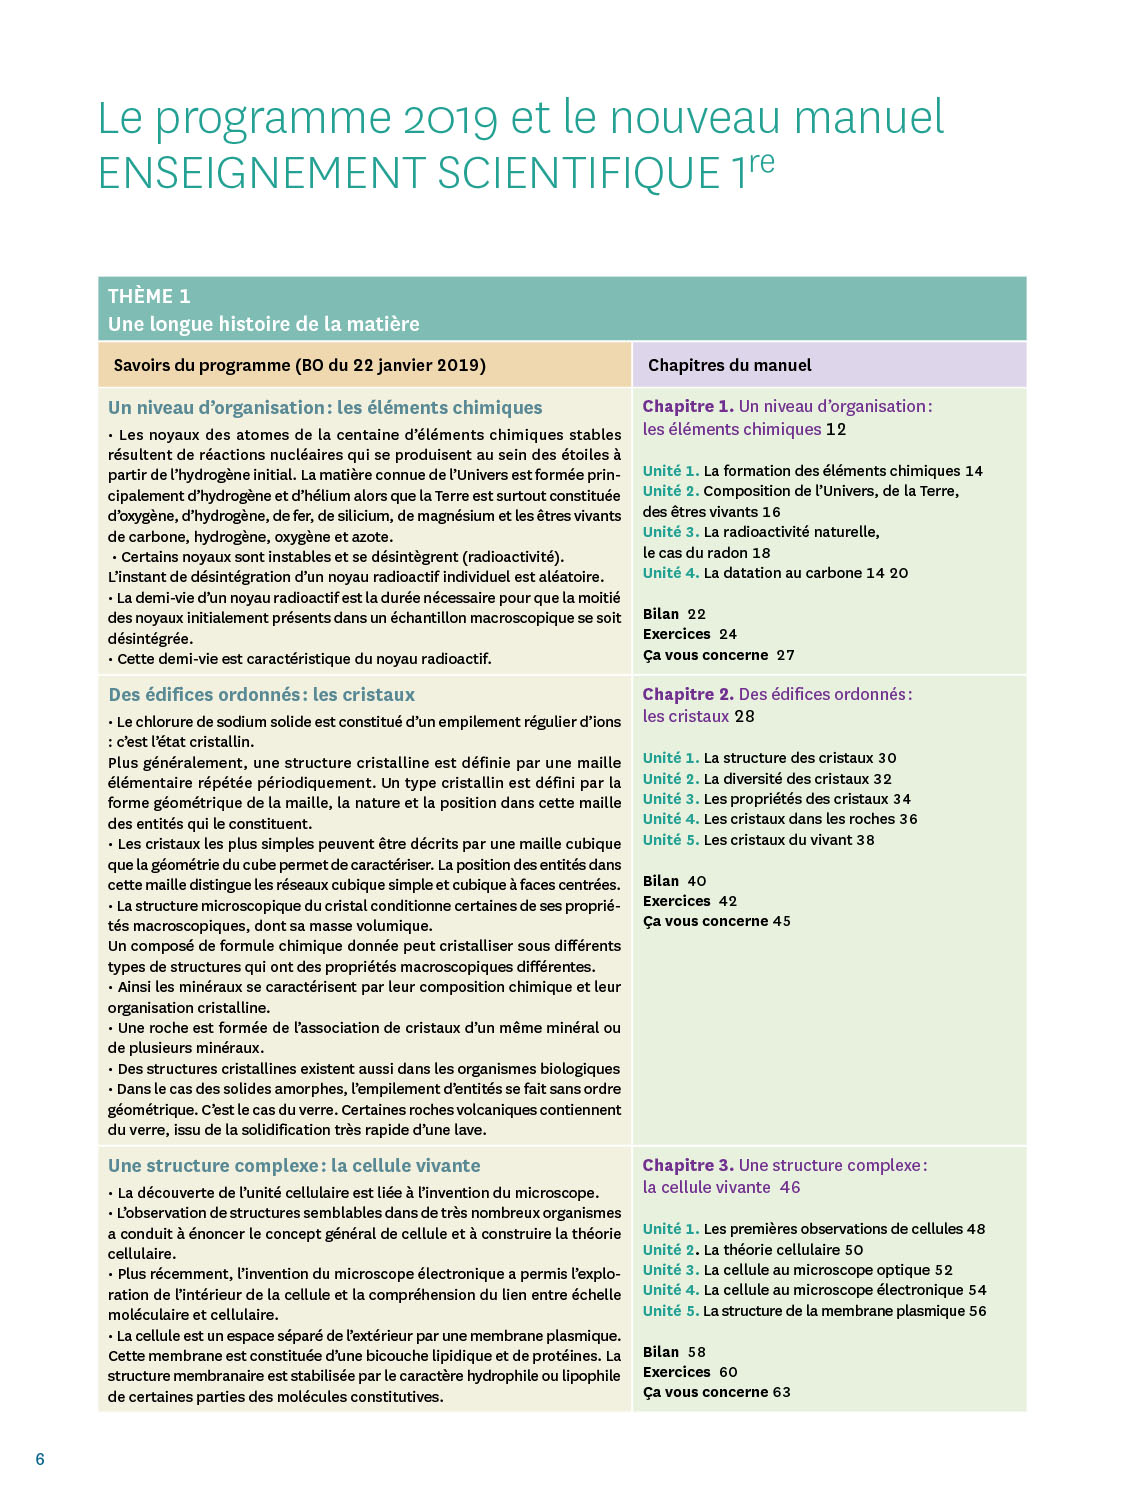 Le programme 2019 et le nouveau manuel
ENSEIGNEMENT SCIENTIFIQUE 1re
THÈME 1
Une longue histoire de la matière
Savoirs du programme (BO du 22 janvier 2019)
Chapitres du manuel
Un niveau d’organisation : les éléments chimiques
• Les noyaux des atomes de la centaine d’éléments chimiques stables
résultent de réactions nucléaires qui se produisent au sein des étoiles à
partir de l’hydrogène initial. La matière connue de l’Univers est formée prin-
cipalement d’hydrogène et d’hélium alors que la Terre est surtout constituée
d’oxygène, d’hydrogène, de fer, de silicium, de magnésium et les êtres vivants
de carbone, hydrogène, oxygène et azote.
• Certains noyaux sont instables et se désintègrent (radioactivité).
L’instant de désintégration d’un noyau radioactif individuel est aléatoire.
• La demi-vie d’un noyau radioactif est la durée nécessaire pour que la moitié
des noyaux initialement présents dans un échantillon macroscopique se soit
désintégrée.
• Cette demi-vie est caractéristique du noyau radioactif.
Chapitre 1. Un niveau d’organisation :
les éléments chimiques 12
Unité 1. La formation des éléments chimiques 14
Unité 2. Composition de l’Univers, de la Terre,
des êtres vivants 16
Unité 3. La radioactivité naturelle,
le cas du radon 18
Unité 4. La datation au carbone 14 20
Bilan 22
Exercices 24
Ça vous concerne 27
Des édifices ordonnés : les cristaux
• Le chlorure de sodium solide est constitué d’un empilement régulier d’ions
: c’est l’état cristallin.
Plus généralement, une structure cristalline est définie par une maille
élémentaire répétée périodiquement. Un type cristallin est défini par la
forme géométrique de la maille, la nature et la position dans cette maille
des entités qui le constituent.
• Les cristaux les plus simples peuvent être décrits par une maille cubique
que la géométrie du cube permet de caractériser. La position des entités dans
cette maille distingue les réseaux cubique simple et cubique à faces centrées.
• La structure microscopique du cristal conditionne certaines de ses proprié-
tés macroscopiques, dont sa masse volumique.
Un composé de formule chimique donnée peut cristalliser sous différents
types de structures qui ont des propriétés macroscopiques différentes.
• Ainsi les minéraux se caractérisent par leur composition chimique et leur
organisation cristalline.
• Une roche est formée de l’association de cristaux d’un même minéral ou
de plusieurs minéraux.
• Des structures cristallines existent aussi dans les organismes biologiques
• Dans le cas des solides amorphes, l’empilement d’entités se fait sans ordre
géométrique. C’est le cas du verre. Certaines roches volcaniques contiennent
du verre, issu de la solidification très rapide d’une lave.
Chapitre 2. Des édifices ordonnés :
les cristaux 28
Unité 1. La structure des cristaux 30
Unité 2. La diversité des cristaux 32
Unité 3. Les propriétés des cristaux 34
Unité 4. Les cristaux dans les roches 36
Unité 5. Les cristaux du vivant 38
Bilan 40
Exercices 42
Ça vous concerne 45
Une structure complexe : la cellule vivante
• La découverte de l’unité cellulaire est liée à l’invention du microscope.
• L’observation de structures semblables dans de très nombreux organismes
a conduit à énoncer le concept général de cellule et à construire la théorie
cellulaire.
• Plus récemment, l’invention du microscope électronique a permis l’explo-
ration de l’intérieur de la cellule et la compréhension du lien entre échelle
moléculaire et cellulaire.
• La cellule est un espace séparé de l’extérieur par une membrane plasmique.
Cette membrane est constituée d’une bicouche lipidique et de protéines. La
structure membranaire est stabilisée par le caractère hydrophile ou lipophile
de certaines parties des molécules constitutives.
Chapitre 3. Une structure complexe :
la cellule vivante 46
Unité 1. Les premières observations de cellules 48
Unité 2. La théorie cellulaire 50
Unité 3. La cellule au microscope optique 52
Unité 4. La cellule au microscope électronique 54
Unité 5. La structure de la membrane plasmique 56
Bilan 58
Exercices 60
Ça vous concerne 63
6